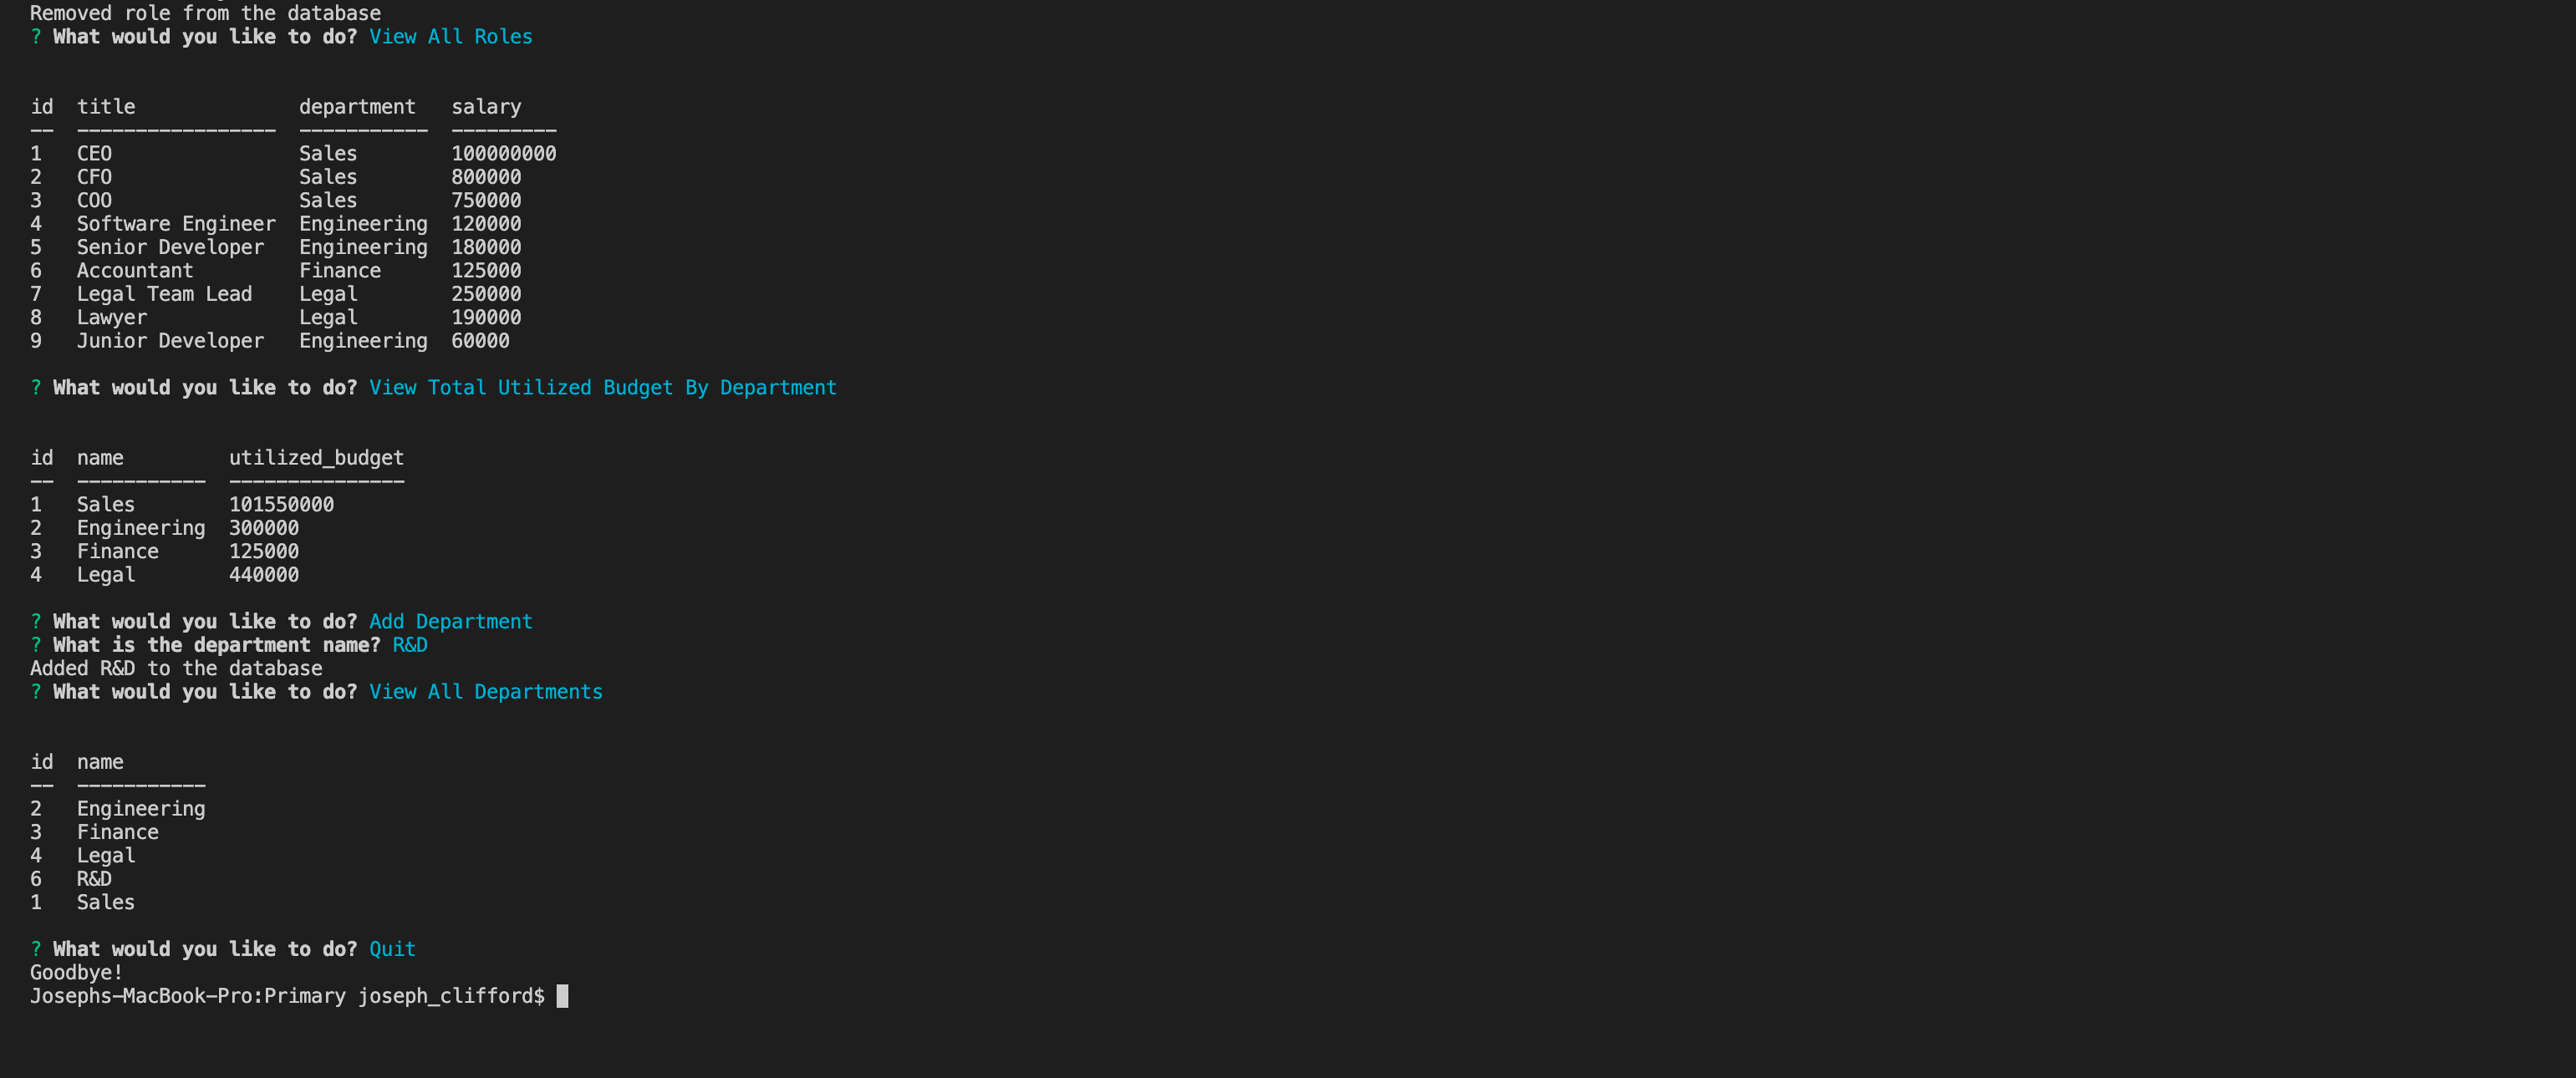 Removed role from the database
? What would you like to do? View All Roles
id  title              department   salary
--  -----------------  -----------  ---------
1   CEO                Sales        100000000
2   CFO                Sales        800000
3   COO                Sales        750000
4   Software Engineer  Engineering  120000
5   Senior Developer   Engineering  180000
6   Accountant         Finance      125000
7   Legal Team Lead    Legal        250000
8   Lawyer             Legal        190000
9   Junior Developer   Engineering  60000
? What would you like to do? View Total Utilized Budget By Department
id  name         utilized_budget
--  -----------  ---------------
1   Sales        101550000
2   Engineering  300000
3   Finance      125000
4   Legal        440000
? What would you like to do? Add Department
? What is the department name? R&D
Added R&D to the database
? What would you like to do? View All Departments
id  name
--  -----------
2   Engineering
3   Finance
4   Legal
6   R&D
1   Sales
? What would you like to do? Quit
Goodbye!
Josephs-MacBook-Pro:Primary joseph_clifford$